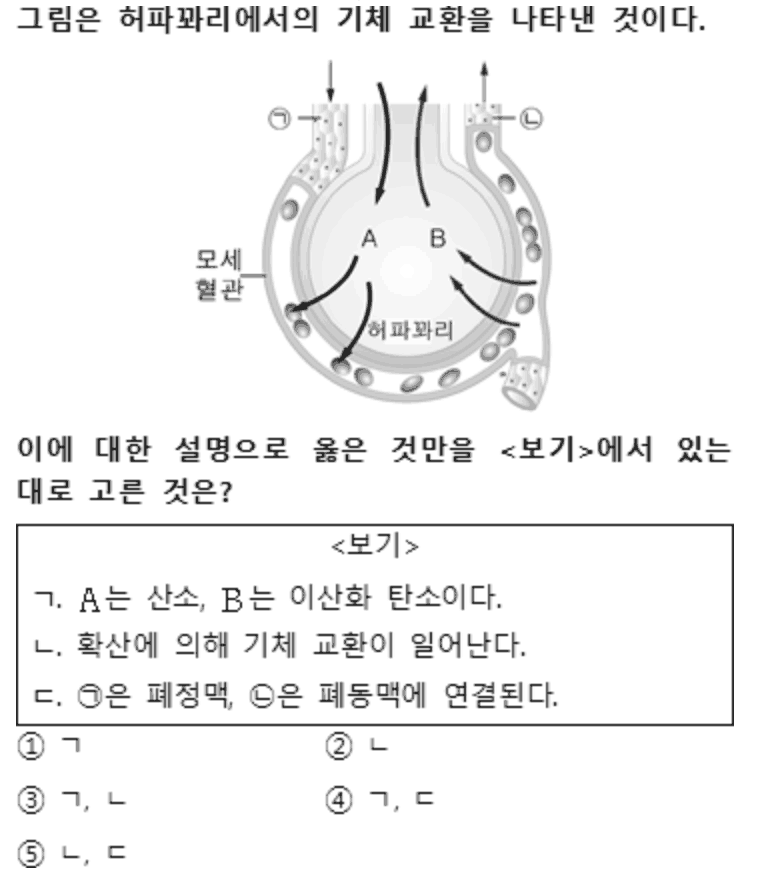 그림은 허파꽈리에서의 기체 교환을 나타낸 것이다.
㉠
㉡
A
B
모세
혈관
허파꽈리
이에 대한 설명으로 옳은 것만을 <보기>에서 있는
대로 고른 것은?
<보기>
ㄱ. A는 산소, B는 이산화 탄소이다.
ㄴ. 확산에 의해 기체 교환이 일어난다.
ㄷ. ㉠은 폐정맥, ㉡은 폐동맥에 연결된다.
① ㄱ ② ㄴ
③ ㄱ, ㄴ ④ ㄱ, ㄷ
⑤ ㄴ, ㄷ